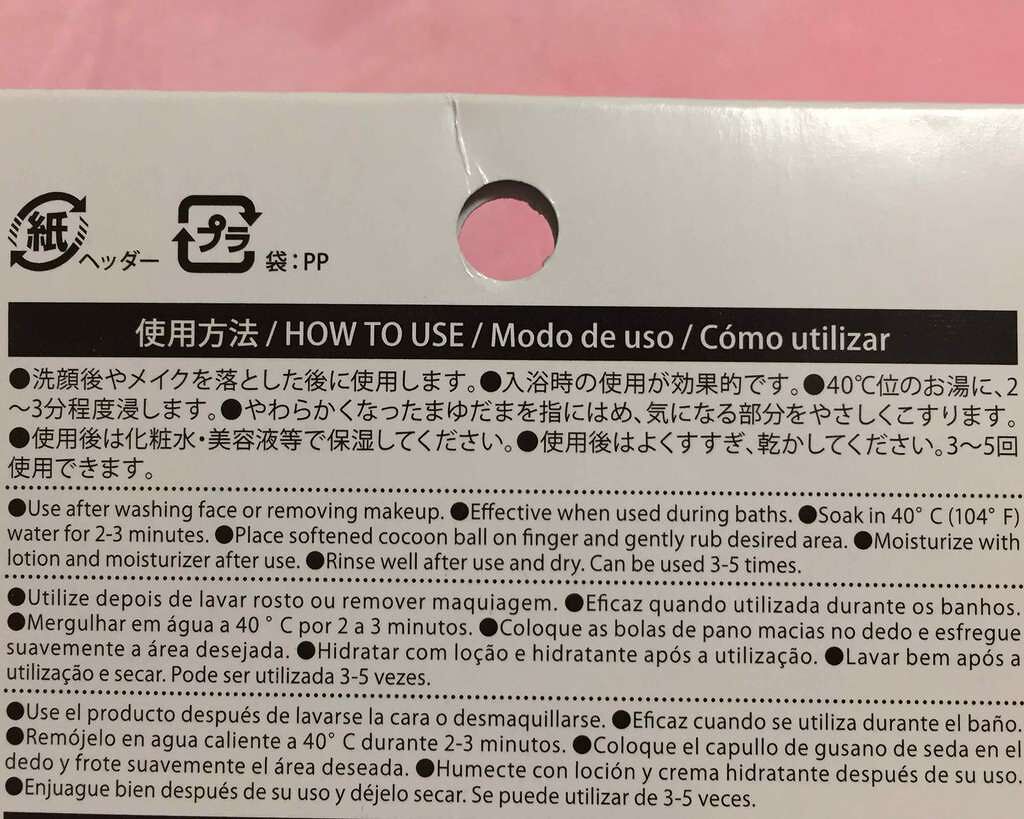 紙 ヘッダー プラ 袋：PP
使用方法 / HOW TO USE / Modo de uso / Cómo utilizar
●洗顔後やメイクを落とした後に使用します。●入浴時の使用が効果的です。●40℃位のお湯に、2
～3分程度浸します。●やわらかくなったまゆだまを指にはめ、気になる部分をやさしくこすります。
●使用後は化粧水・美容液等で保湿してください。●使用後はよくすすぎ、乾かしてください。3～5回
使用できます。
●Use after washing face or removing makeup. ●Effective when used during baths. ●Soak in 40° C (104° F)
water for 2-3 minutes. ●Place softened cocoon ball on finger and gently rub desired area. ●Moisturize with
lotion and moisturizer after use. ●Rinse well after use and dry. Can be used 3-5 times.
●Utilize depois de lavar rosto ou remover maquiagem. ●Eficaz quando utilizada durante os banhos.
●Mergulhar em água a 40 ° C por 2 a 3 minutos. ●Coloque as bolas de pano macias no dedo e esfregue
suavemente a área desejada. ●Hidratar com loção e hidratante após a utilização. ●Lavar bem após a
utilização e secar. Pode ser utilizada 3-5 vezes.
●Use el producto después de lavarse la cara o desmaquillarse. ●Eficaz cuando se utiliza durante el baño.
●Remójelo en agua caliente a 40° C durante 2-3 minutos. ●Coloque el capullo de gusano de seda en el
dedo y frote suavemente el área deseada. ●Humecte con loción y crema hidratante después de su uso.
●Enjuague bien después de su uso y déjelo secar. Se puede utilizar de 3-5 veces.